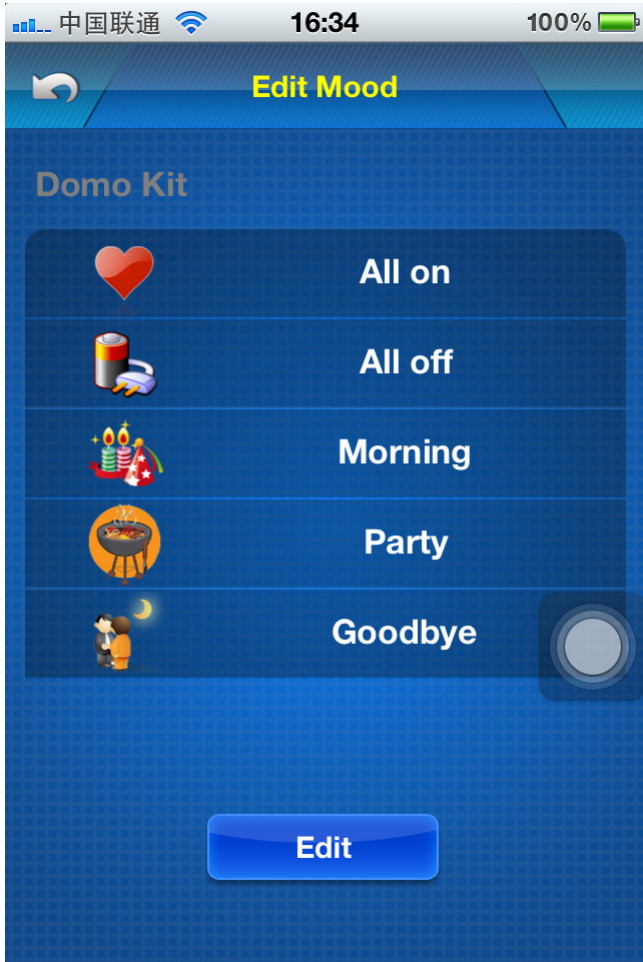 中国联通 16:34 100%
Edit Mood
Domo Kit
All on
All off
Morning
Party
Goodbye
Edit